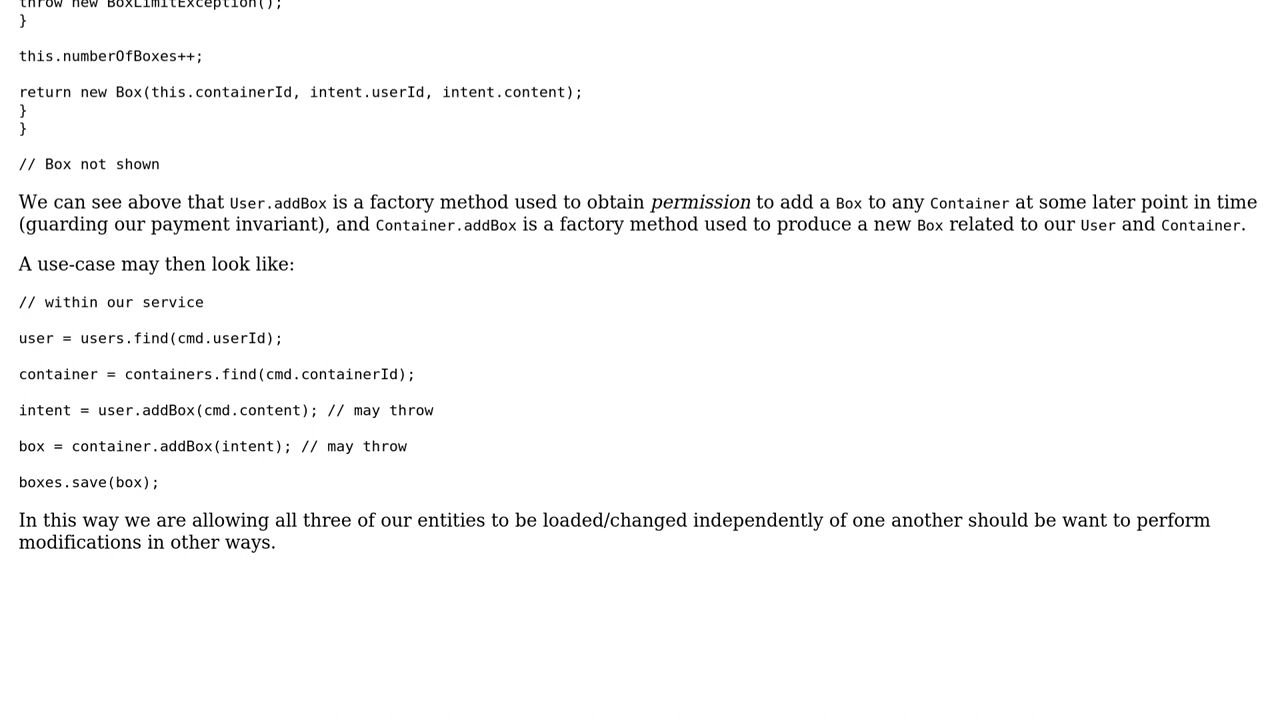 throw new BoxLimitException();
}
this.numberOfBoxes++;
return new Box(this.containerId, intent.userId, intent.content);
}
}
// Box not shown
We can see above that User.addBox is a factory method used to obtain permission to add a Box to any Container at some later point in time
(guarding our payment invariant), and Container.addBox is a factory method used to produce a new Box related to our User and Container.
A use-case may then look like:
// within our service
user = users.find(cmd.userId);
container = containers.find(cmd.containerId);
intent = user.addBox(cmd.content); // may throw
box = container.addBox(intent); // may throw
boxes.save(box);
In this way we are allowing all three of our entities to be loaded/changed independently of one another should be want to perform
modifications in other ways.